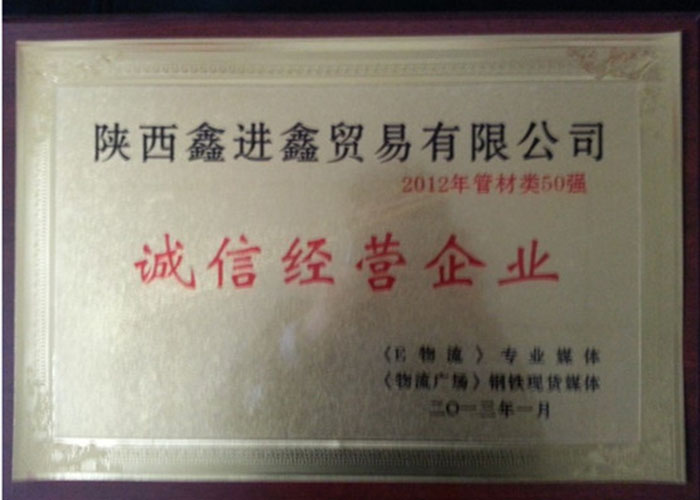 陕西鑫进鑫贸易有限公司
2012年管材类50强
诚信经营企业
《E物流》专业媒体
《物流广场》钢铁现货媒体
二〇一三年一月